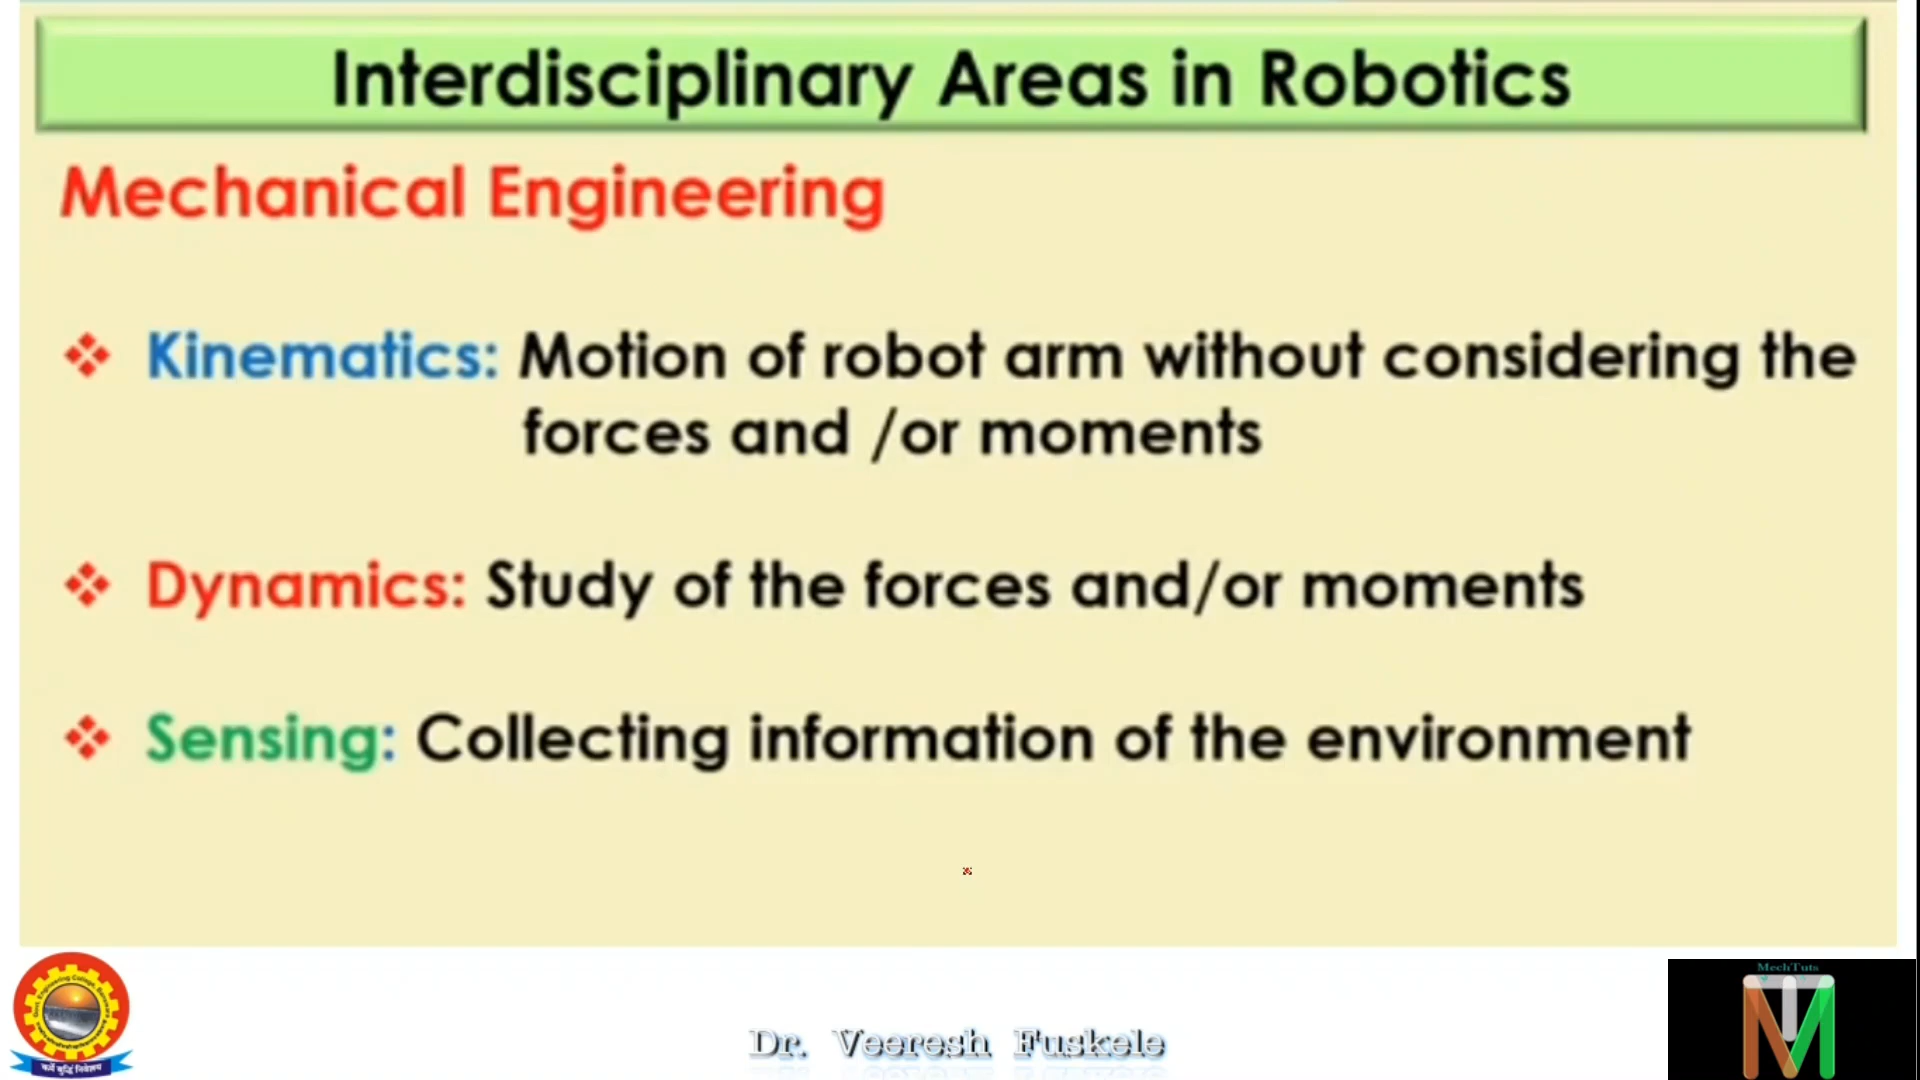 Interdisciplinary Areas in Robotics
Mechanical Engineering
❖ Kinematics: Motion of robot arm without considering the
forces and /or moments
❖ Dynamics: Study of the forces and/or moments
❖ Sensing: Collecting information of the environment
Dr. Veeresh Fuskele
MechTuts